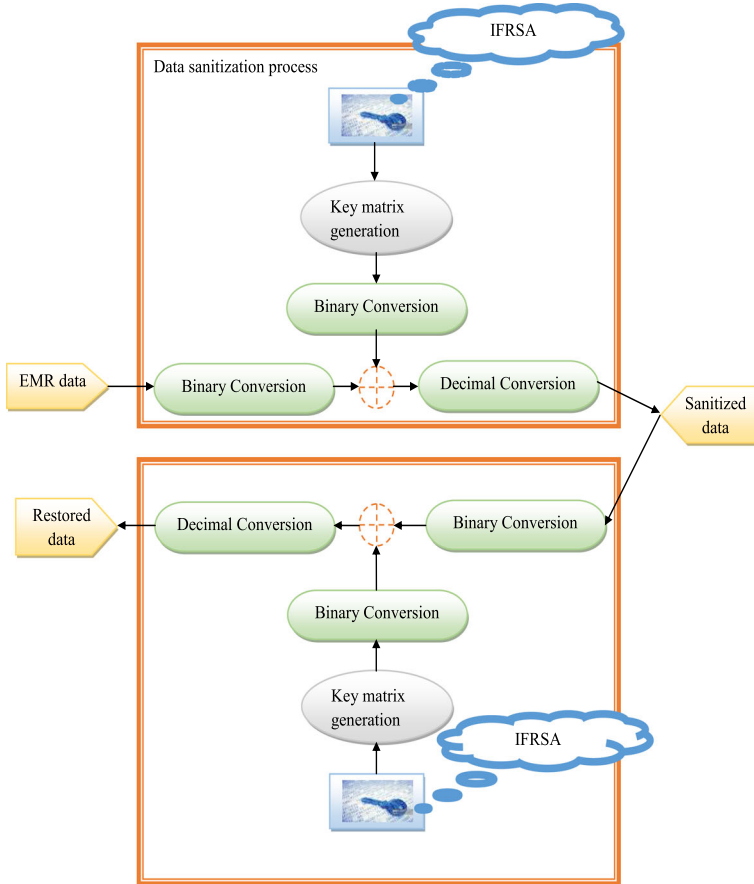 IFRSA
Data sanitization process
Key matrix
generation
Binary Conversion
EMR data
Binary Conversion
Decimal Conversion
Sanitized
data
Restored
data
Decimal Conversion
Binary Conversion
Binary Conversion
Key matrix
generation
IFRSA